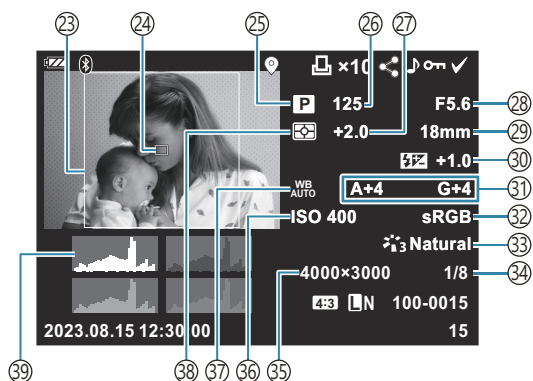 ㉓ ㉔ ㉕ ㉖ ㉗
×10
P 125 F5.6 ㉘
+2.0 18mm ㉙
+1.0 ㉚
WB AUTO A+4 G+4 ㉛
ISO 400 sRGB ㉜
3 Natural ㉝
4000×3000 1/8 ㉞
4:3 L N 100-0015
2023.08.15 12:30:00 15
㊴ ㊳ ㊲ ㊱ ㉟